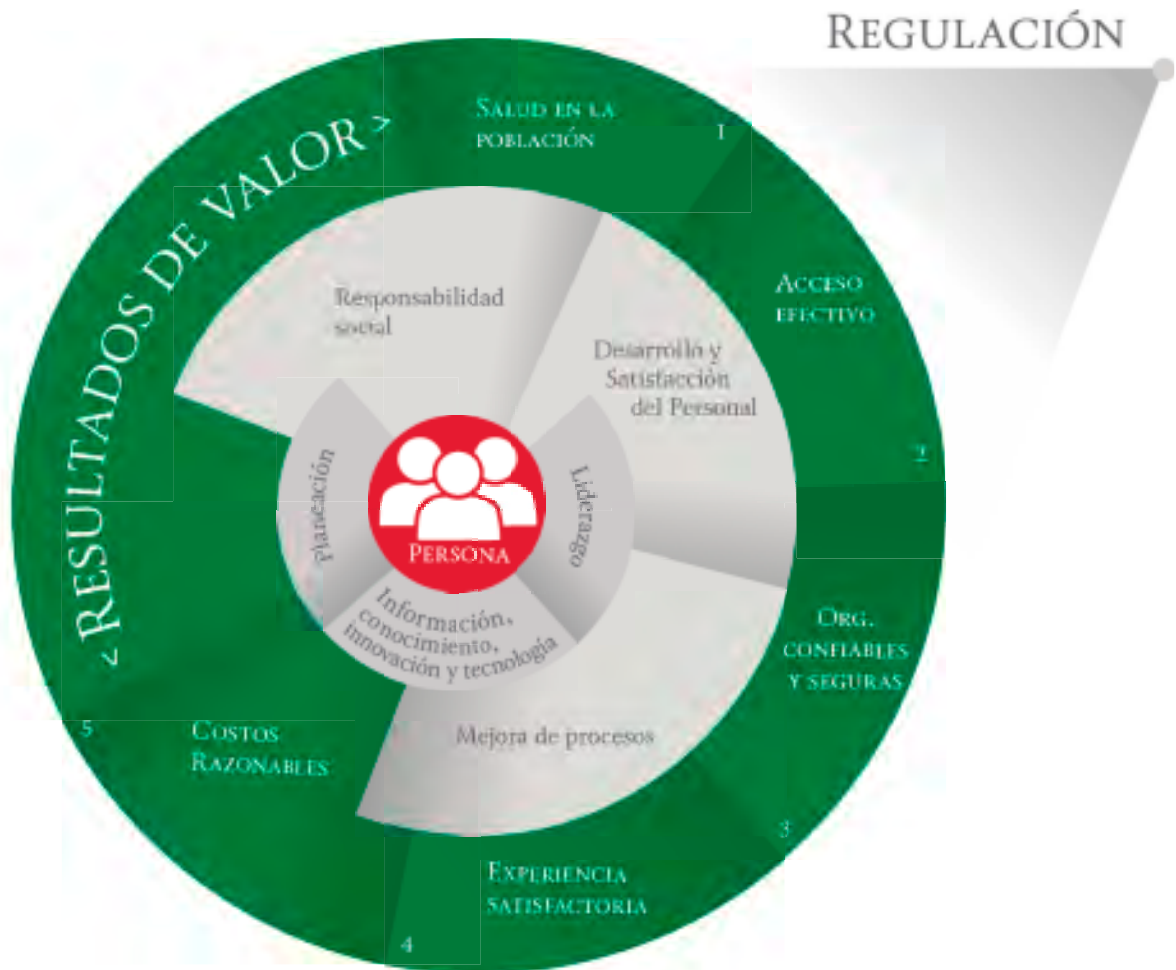 REGULACIÓN
< RESULTADOS DE VALOR >
SALUD EN LA
POBLACIÓN
1
ACCESO
EFECTIVO
2
ORG.
CONFIABLES
Y SEGURAS
3
EXPERIENCIA
SATISFACTORIA
4
COSTOS
RAZONABLES
5
Responsabilidad
social
Desarrollo y
Satisfacción
del Personal
Mejora de procesos
Planeación
Liderazgo
Información,
conocimiento,
innovación y tecnología
PERSONA